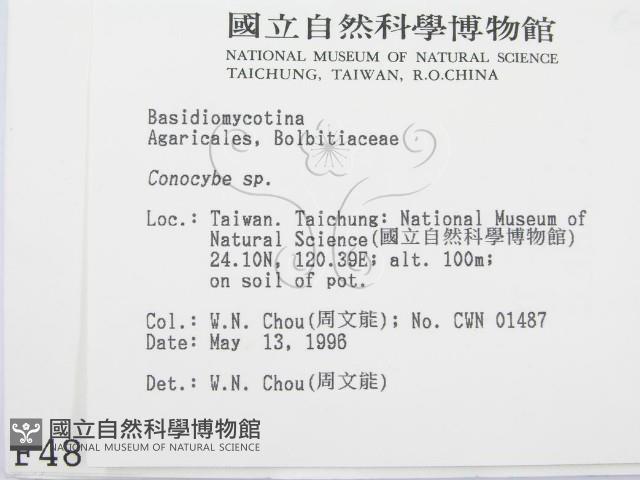 國立自然科學博物館
NATIONAL MUSEUM OF NATURAL SCIENCE
TAICHUNG, TAIWAN, R.O.CHINA
Basidiomycotina
Agaricales, Bolbitiaceae
Conocybe sp.
Loc.: Taiwan. Taichung: National Museum of
Natural Science(國立自然科學博物館)
24.10N, 120.39E; alt. 100m;
on soil of pot.
Col.: W.N. Chou(周文能); No. CWN 01487
Date: May 13, 1996
Det.: W.N. Chou(周文能)
國立自然科學博物館
NATIONAL MUSEUM OF NATURAL SCIENCE
F48